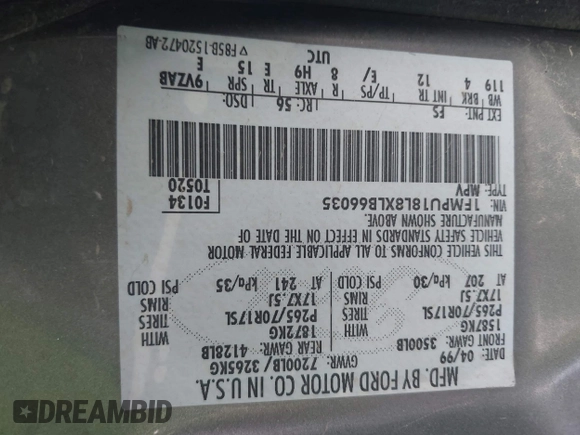 MFD. BY FORD MOTOR CO. IN U.S.A.
DATE: 04/99 GVWR: 7200LB/ 3265KG
FRONT GAWR: 3500LB REAR GAWR: 4128LB
1587KG WITH 1872KG WITH
P265/70R17SL TIRES P265/70R17SL TIRES
17X7.5J RIMS 17X7.5J RIMS
AT 207 kPa/30 PSI COLD AT 241 kPa/35 PSI COLD
THIS VEHICLE CONFORMS TO ALL APPLICABLE FEDERAL MOTOR
VEHICLE SAFETY STANDARDS IN EFFECT ON THE DATE OF
MANUFACTURE SHOWN ABOVE.
VIN: 1FMPU18L8XLB66035 F0134
TYPE: MPV T0520
EXT PNT: FS RC: 56 DSO:
WB BRK INT TR TP/PS R AXLE TR SPR 9VZAB
119 4 12 E/ 8 H9 E 15 E
UTC
F85B-1520472-AB
DREAMBID